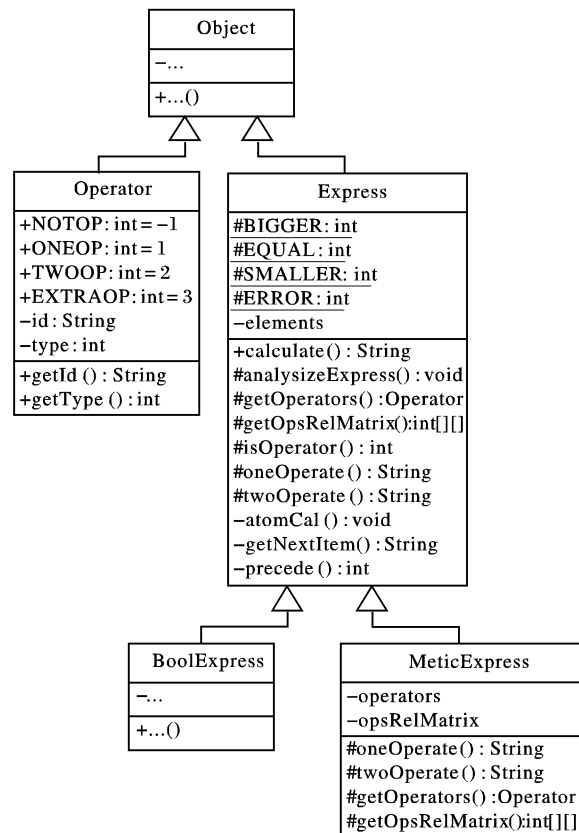 Object
−...
+...()
Operator
+NOTOP: int=−1
+ONEOP: int=1
+TWOOP: int=2
+EXTRAOP: int=3
−id: String
−type: int
+getId(): String
+getType(): int
Express
#BIGGER: int
#EQUAL: int
#SMALLER: int
#ERROR: int
−elements
+calculate(): String
#analysizeExpress(): void
#getOperators():Operator
#getOpsRelMatrix():int[][]
#isOperator(): int
#oneOperate(): String
#twoOperate(): String
−atomCal(): void
−getNextItem(): String
−precede(): int
BoolExpress
−...
+...()
MeticExpress
−operators
−opsRelMatrix
#oneOperate(): String
#twoOperate(): String
#getOperators():Operator
#getOpsRelMatrix():int[][]